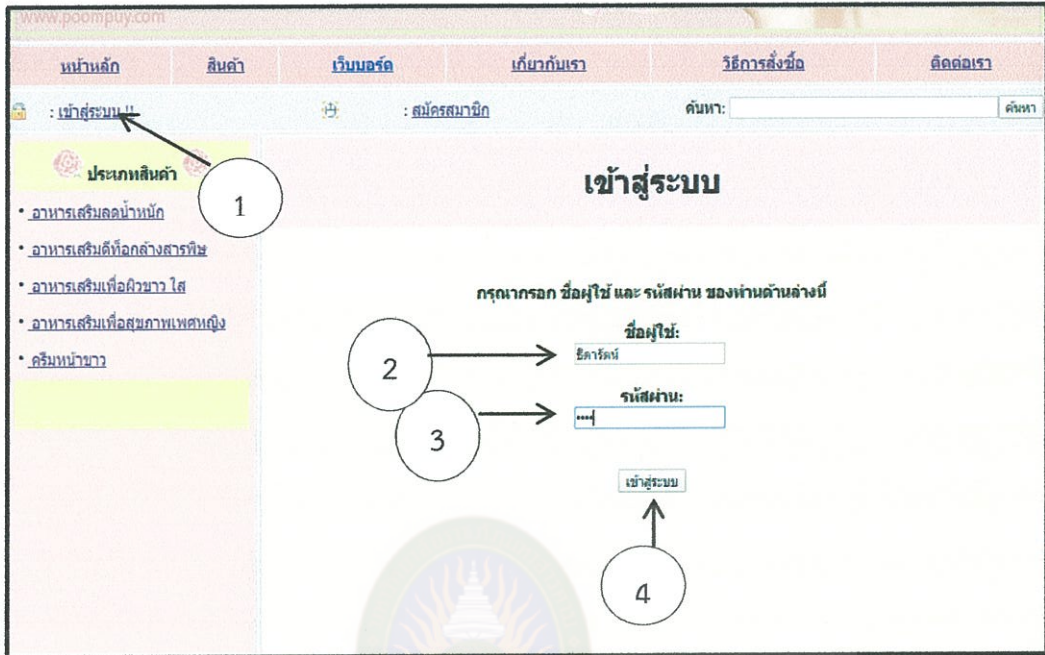 www.poompuy.com
หน้าหลัก สินค้า เว็บบอร์ด เกี่ยวกับเรา วิธีการสั่งซื้อ ติดต่อเรา
: เข้าสู่ระบบ !! : สมัครสมาชิก ค้นหา: ค้นหา
ประเภทสินค้า
เข้าสู่ระบบ
1
• อาหารเสริมลดน้ำหนัก
• อาหารเสริมดีท็อกล้างสารพิษ
• อาหารเสริมเพื่อผิวขาว ใส
• อาหารเสริมเพื่อสุขภาพเพศหญิง
• ครีมหน้าขาว
กรุณากรอก ชื่อผู้ใช้ และ รหัสผ่าน ของท่านด้านล่างนี้
ชื่อผู้ใช้:
2
ธิดารัตน์
รหัสผ่าน:
••••
3
เข้าสู่ระบบ
4